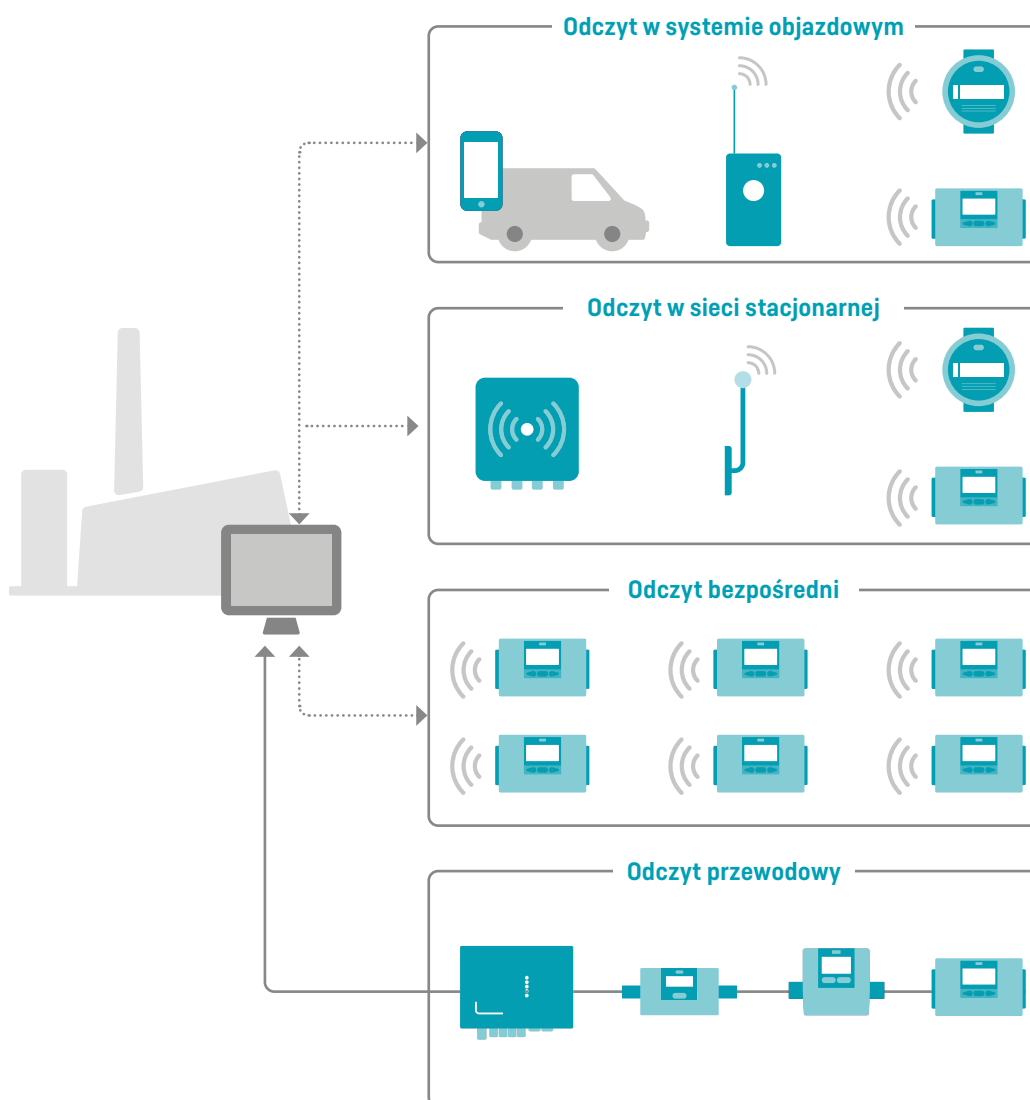 Odczyt w systemie objazdowym
Odczyt w sieci stacjonarnej
Odczyt bezpośredni
Odczyt przewodowy